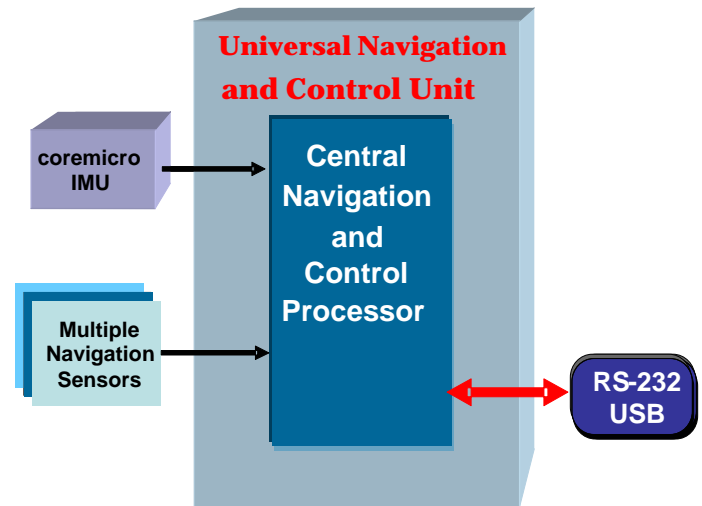 Universal Navigation
and Control Unit
coremicro
IMU
Central
Navigation
and
Control
Processor
Multiple
Navigation
Sensors
RS-232
USB